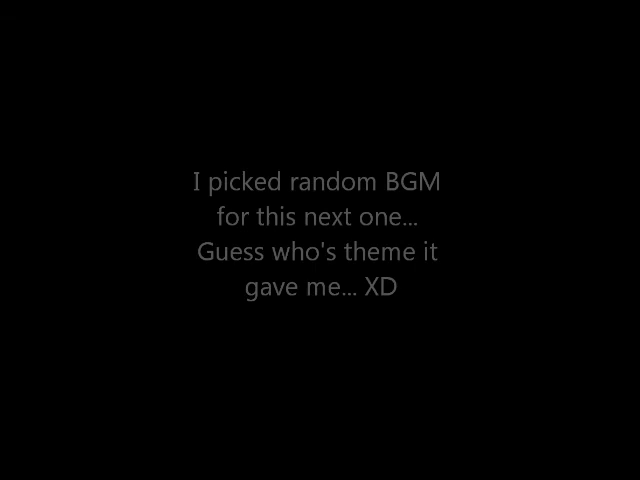 I picked random BGM
for this next one...
Guess who's theme it
gave me... XD